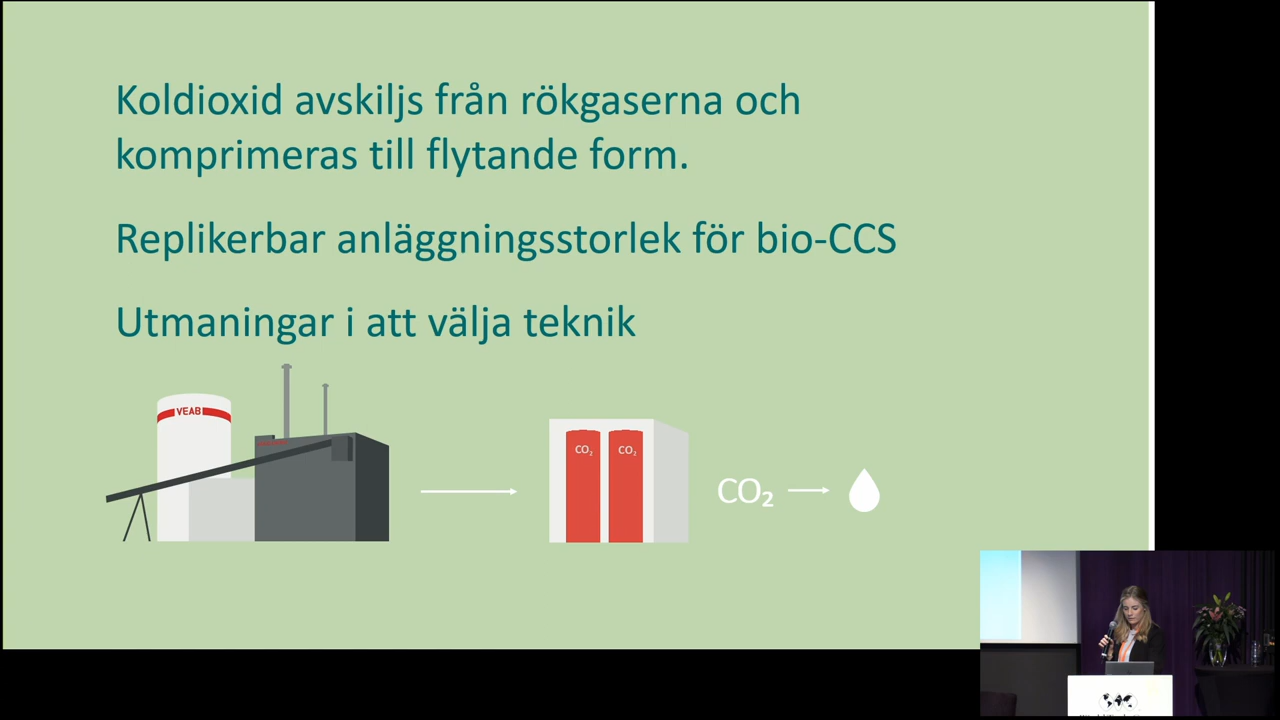 Koldioxid avskiljs från rökgaserna och
komprimeras till flytande form.
Replikerbar anläggningsstorlek för bio-CCS
Utmaningar i att välja teknik
VEAB
CO₂ CO₂
CO₂